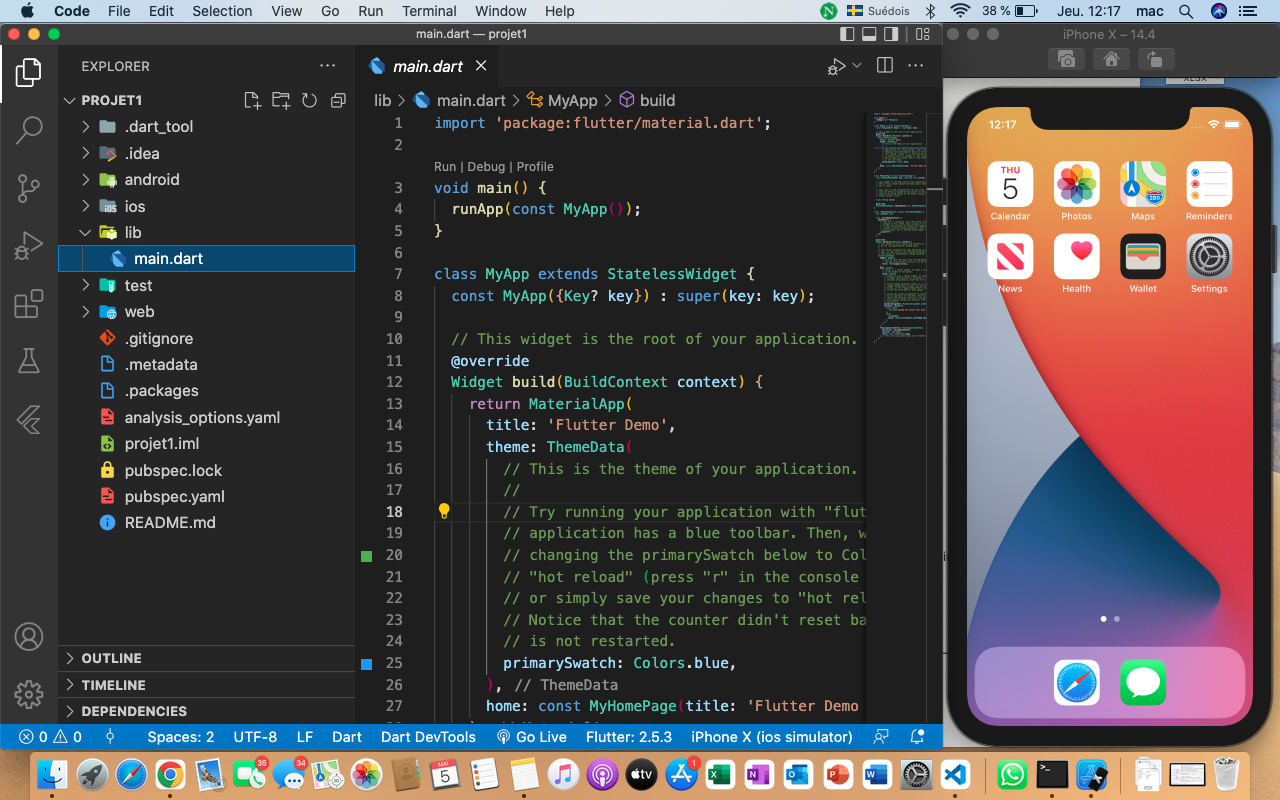 Code File Edit Selection View Go Run Terminal Window Help
N Suédois 38 % Jeu. 12:17 mac
main.dart — projet1
EXPLORER
PROJET1
.dart_tool
.idea
android
ios
lib
main.dart
test
web
.gitignore
.metadata
.packages
analysis_options.yaml
projet1.iml
pubspec.lock
pubspec.yaml
README.md
OUTLINE
TIMELINE
DEPENDENCIES
main.dart
lib > main.dart > MyApp > build
1 import 'package:flutter/material.dart';
2
Run | Debug | Profile
3 void main() {
4 runApp(const MyApp());
5 }
6
7 class MyApp extends StatelessWidget {
8 const MyApp({Key? key}) : super(key: key);
9
10 // This widget is the root of your application.
11 @override
12 Widget build(BuildContext context) {
13 return MaterialApp(
14 title: 'Flutter Demo',
15 theme: ThemeData(
16 // This is the theme of your application.
17 //
18 // Try running your application with "flut
19 // application has a blue toolbar. Then, w
20 // changing the primarySwatch below to Col
21 // "hot reload" (press "r" in the console
22 // or simply save your changes to "hot rel
23 // Notice that the counter didn't reset ba
24 // is not restarted.
25 primarySwatch: Colors.blue,
26 ), // ThemeData
27 home: const MyHomePage(title: 'Flutter Demo
0 0 Spaces: 2 UTF-8 LF Dart Dart DevTools Go Live Flutter: 2.5.3 iPhone X (ios simulator)
iPhone X – 14.4
XLSX
12:17
THU
5
280
Calendar Photos Maps Reminders
News Health Wallet Settings
35
34
MAI
5
tv
1
X N O P W
PDF